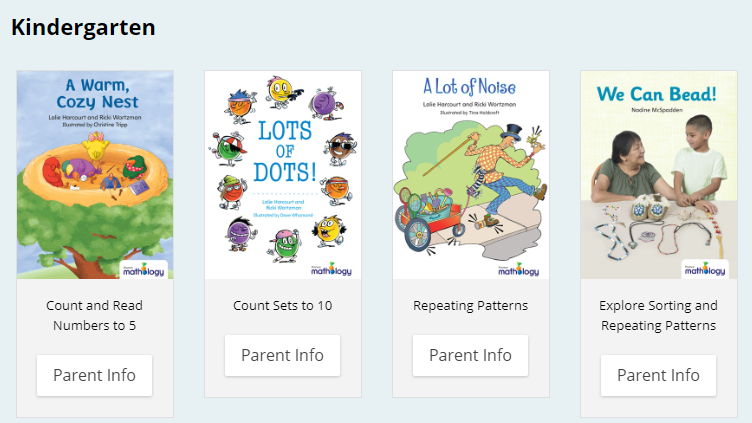 Kindergarten
A Warm,
Cozy Nest
Lalie Harcourt and Ricki Wortzman
Illustrated by Christine Tripp
mathology
Count and Read
Numbers to 5
Parent Info
LOTS
OF
DOTS!
Lalie Harcourt and
Ricki Wortzman
Illustrated by Dave Whamond
mathology
Count Sets to 10
Parent Info
A Lot of Noise
Lalie Harcourt and Ricki Wortzman
Illustrated by Tina Holdcroft
mathology
Repeating Patterns
Parent Info
We Can Bead!
Nadine McSpadden
mathology
Explore Sorting and
Repeating Patterns
Parent Info